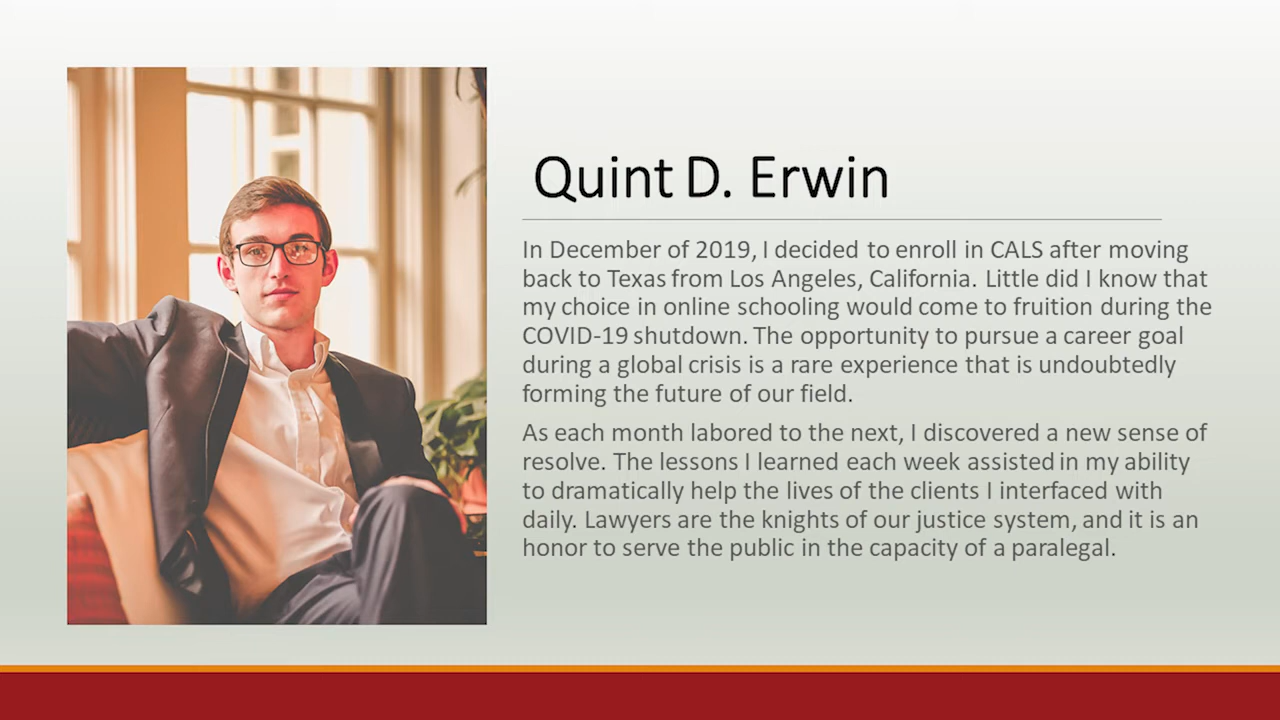 Quint D. Erwin
In December of 2019, I decided to enroll in CALS after moving
back to Texas from Los Angeles, California. Little did I know that
my choice in online schooling would come to fruition during the
COVID-19 shutdown. The opportunity to pursue a career goal
during a global crisis is a rare experience that is undoubtedly
forming the future of our field.
As each month labored to the next, I discovered a new sense of
resolve. The lessons I learned each week assisted in my ability
to dramatically help the lives of the clients I interfaced with
daily. Lawyers are the knights of our justice system, and it is an
honor to serve the public in the capacity of a paralegal.